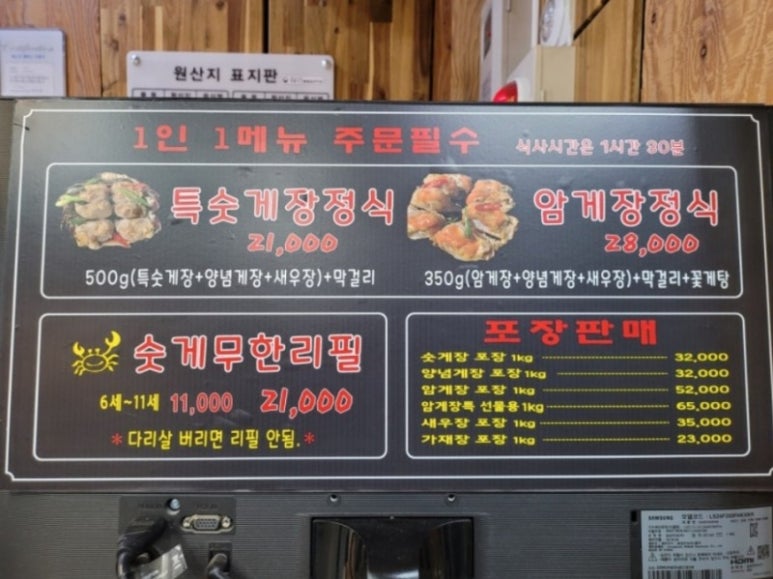 원산지 표지판
1인 1메뉴 주문필수 식사시간은 1시간 30분
특숫게장정식
21,000
500g(특숫게장+양념게장+새우장)+막걸리
암게장정식
28,000
350g(암게장+양념게장+새우장)+막걸리+꽃게탕
숫게무한리필
6세~11세 11,000 21,000
*다리살 버리면 리필 안됨.*
포장판매
숫게장 포장 1kg 32,000
양념게장 포장 1kg 32,000
암게장 포장 1kg 52,000
암게장특 선물용 1kg 65,000
새우장 포장 1kg 35,000
가재장 포장 1kg 23,000
SAMSUNG
HDMI